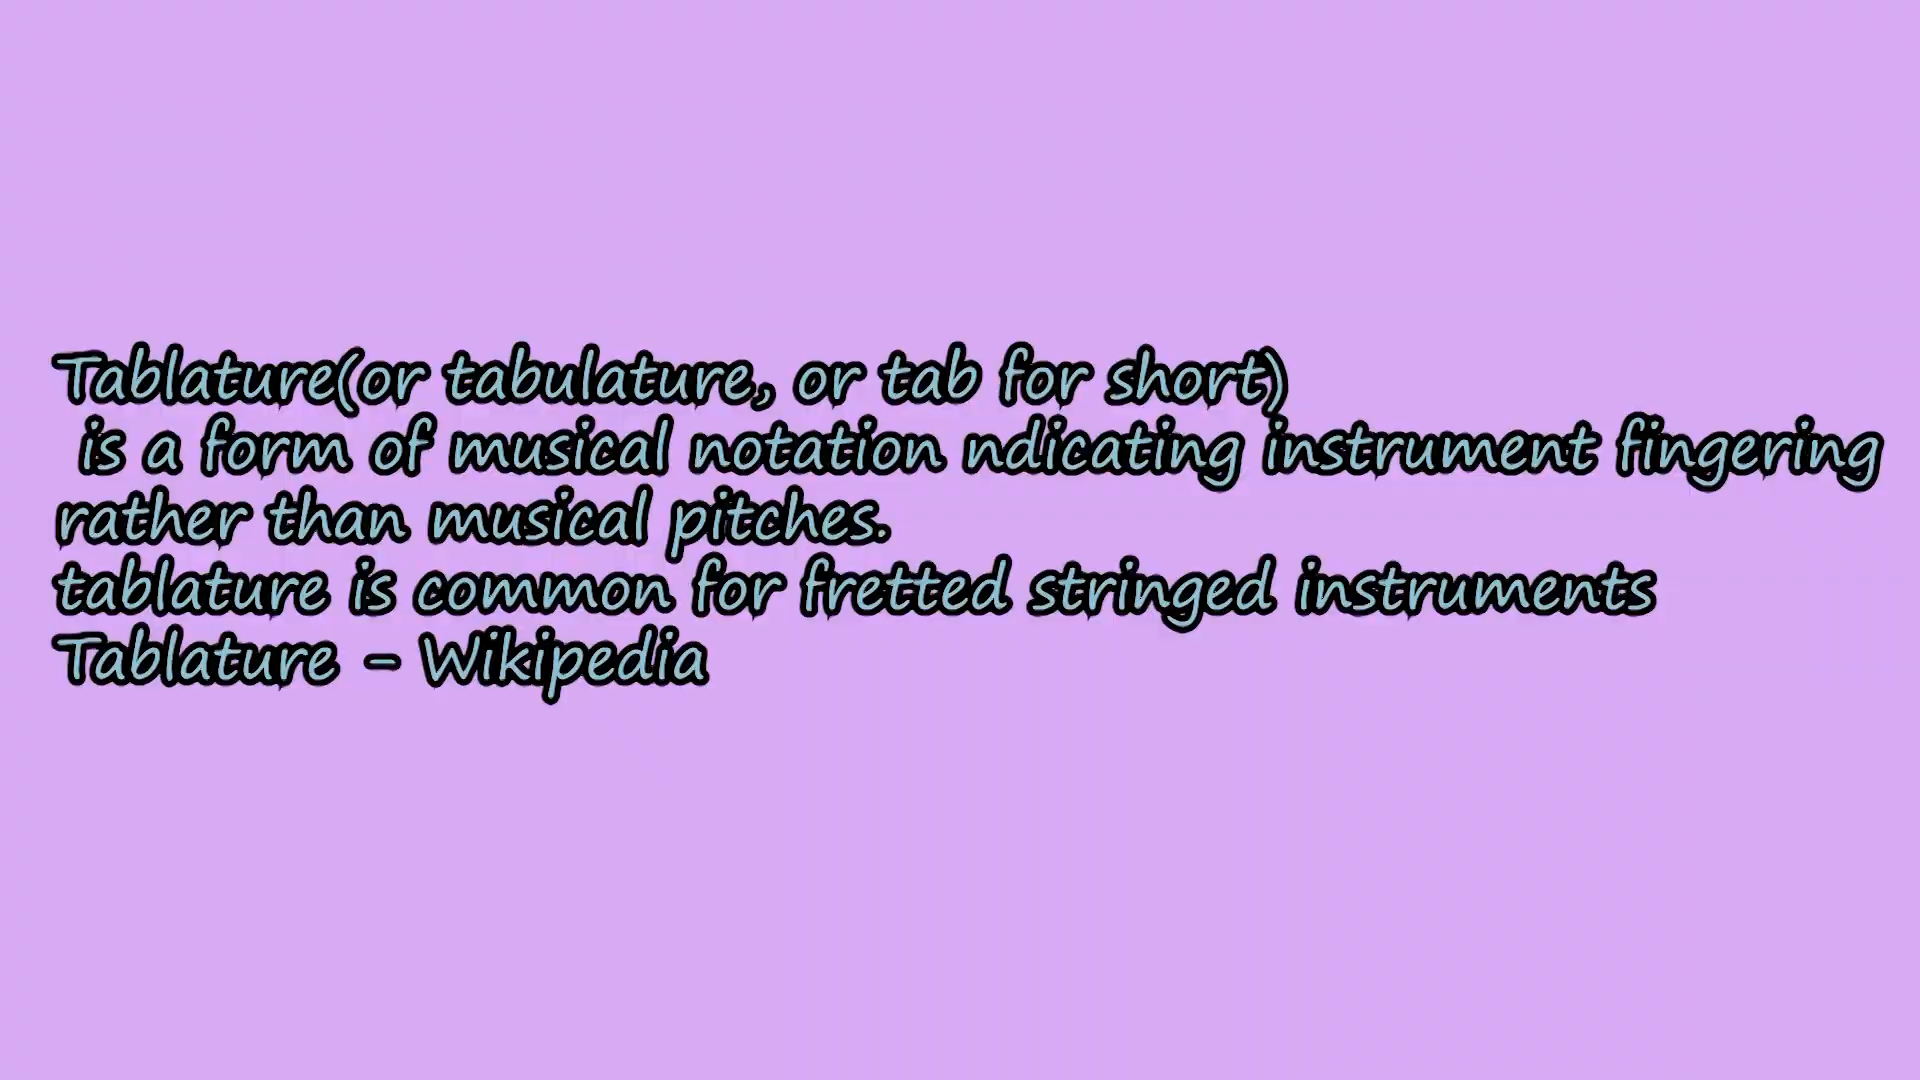 Tablature(or tabulature, or tab for short)
is a form of musical notation ndicating instrument fingering
rather than musical pitches.
tablature is common for fretted stringed instruments
Tablature - Wikipedia